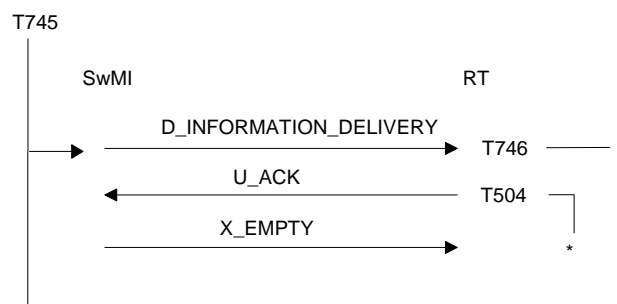 T745
SwMI RT
D_INFORMATION_DELIVERY
T746
U_ACK
T504
X_EMPTY
*